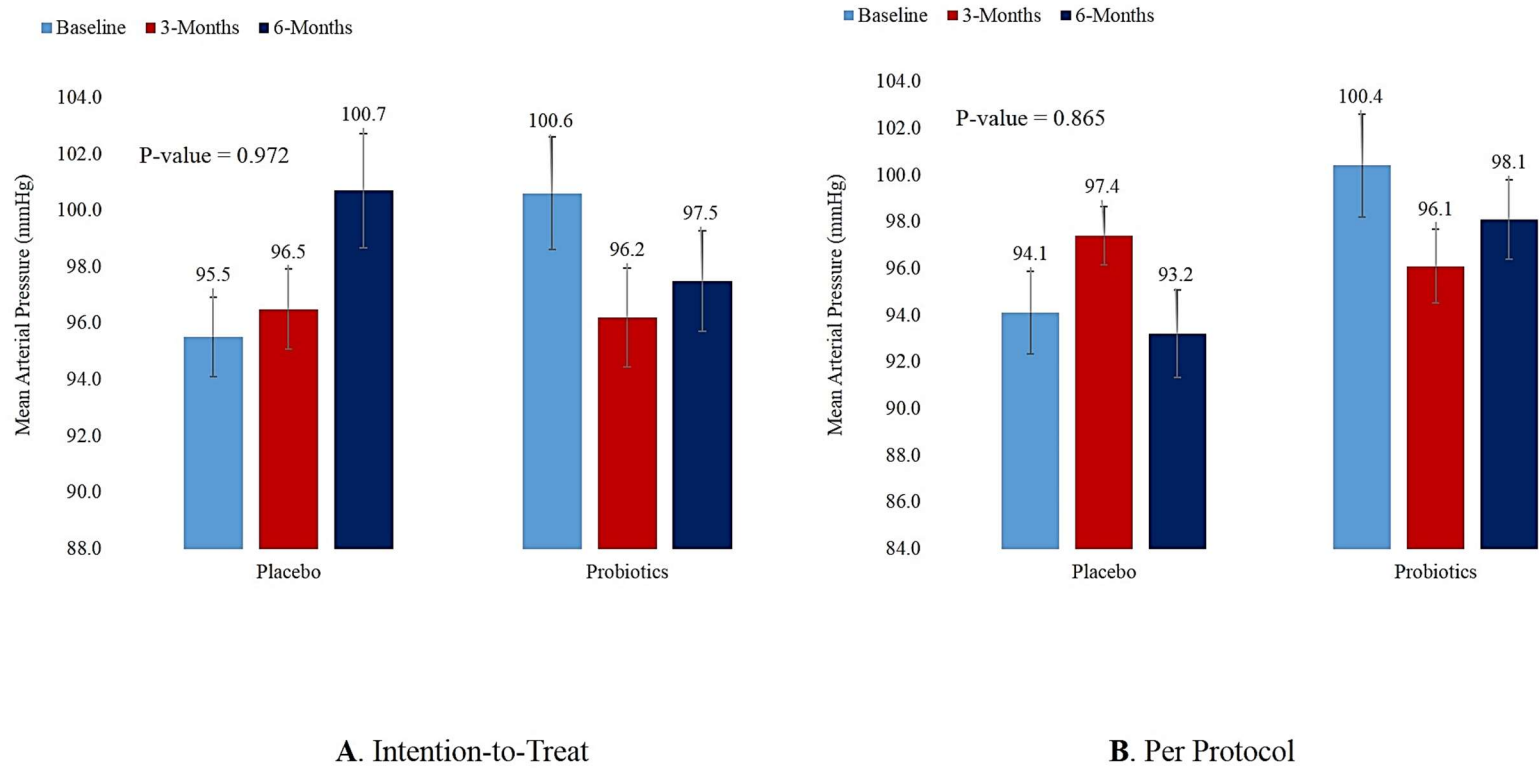 Baseline 3-Months 6-Months
Mean Arterial Pressure (mmHg)
104.0
102.0
100.0
98.0
96.0
94.0
92.0
90.0
88.0
P-value = 0.972
95.5
96.5
100.7
100.6
96.2
97.5
Placebo
Probiotics
A. Intention-to-Treat
Baseline 3-Months 6-Months
Mean Arterial Pressure (mmHg)
104.0
102.0
100.0
98.0
96.0
94.0
92.0
90.0
88.0
86.0
84.0
P-value = 0.865
94.1
97.4
93.2
100.4
96.1
98.1
Placebo
Probiotics
B. Per Protocol